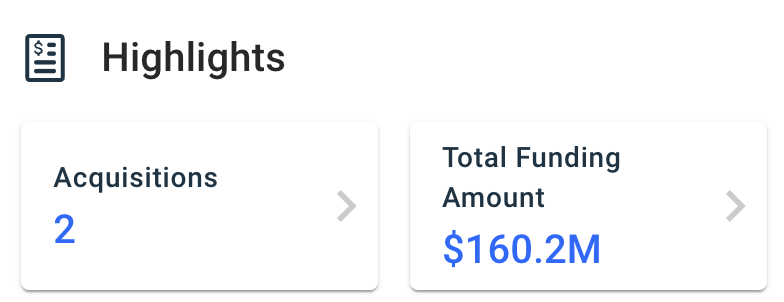 Highlights
Acquisitions
2
Total Funding
Amount
$160.2M